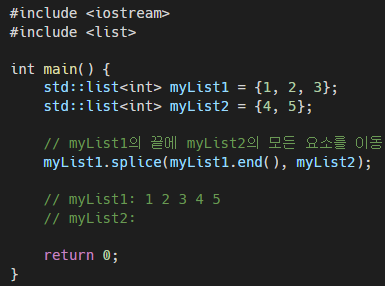 #include <iostream>
#include <list>
int main() {
std::list<int> myList1 = {1, 2, 3};
std::list<int> myList2 = {4, 5};
// myList1의 끝에 myList2의 모든 요소를 이동
myList1.splice(myList1.end(), myList2);
// myList1: 1 2 3 4 5
// myList2:
return 0;
}